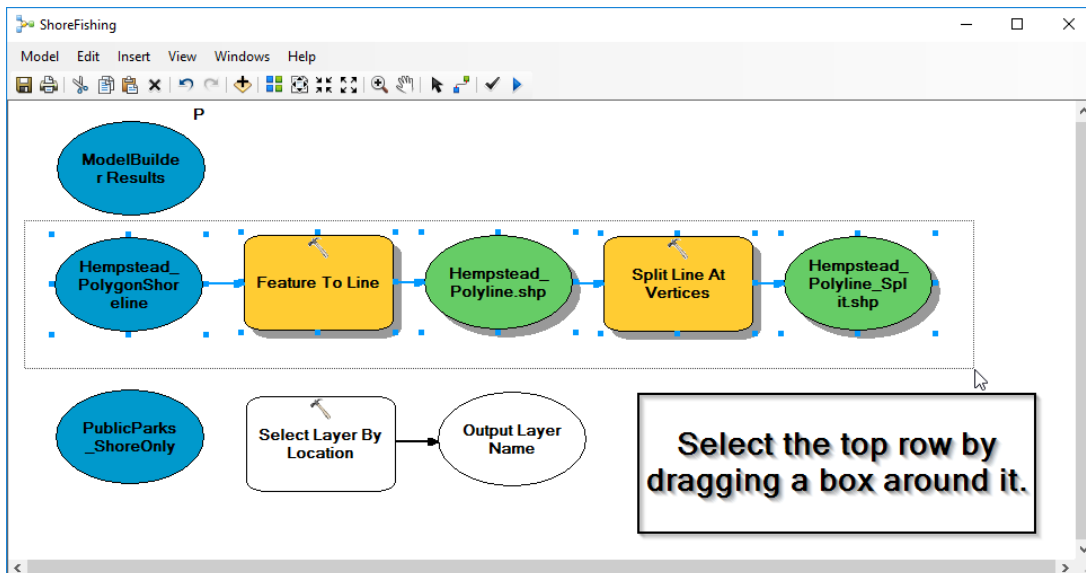 ShoreFishing
Model Edit Insert View Windows Help
P
ModelBuilde
r Results
Hempstead_
PolygonShor
eline
Feature To Line
Hempstead_
Polyline.shp
Split Line At
Vertices
Hempstead_
Polyline_Spl
it.shp
PublicParks
_ShoreOnly
Select Layer By
Location
Output Layer
Name
Select the top row by
dragging a box around it.